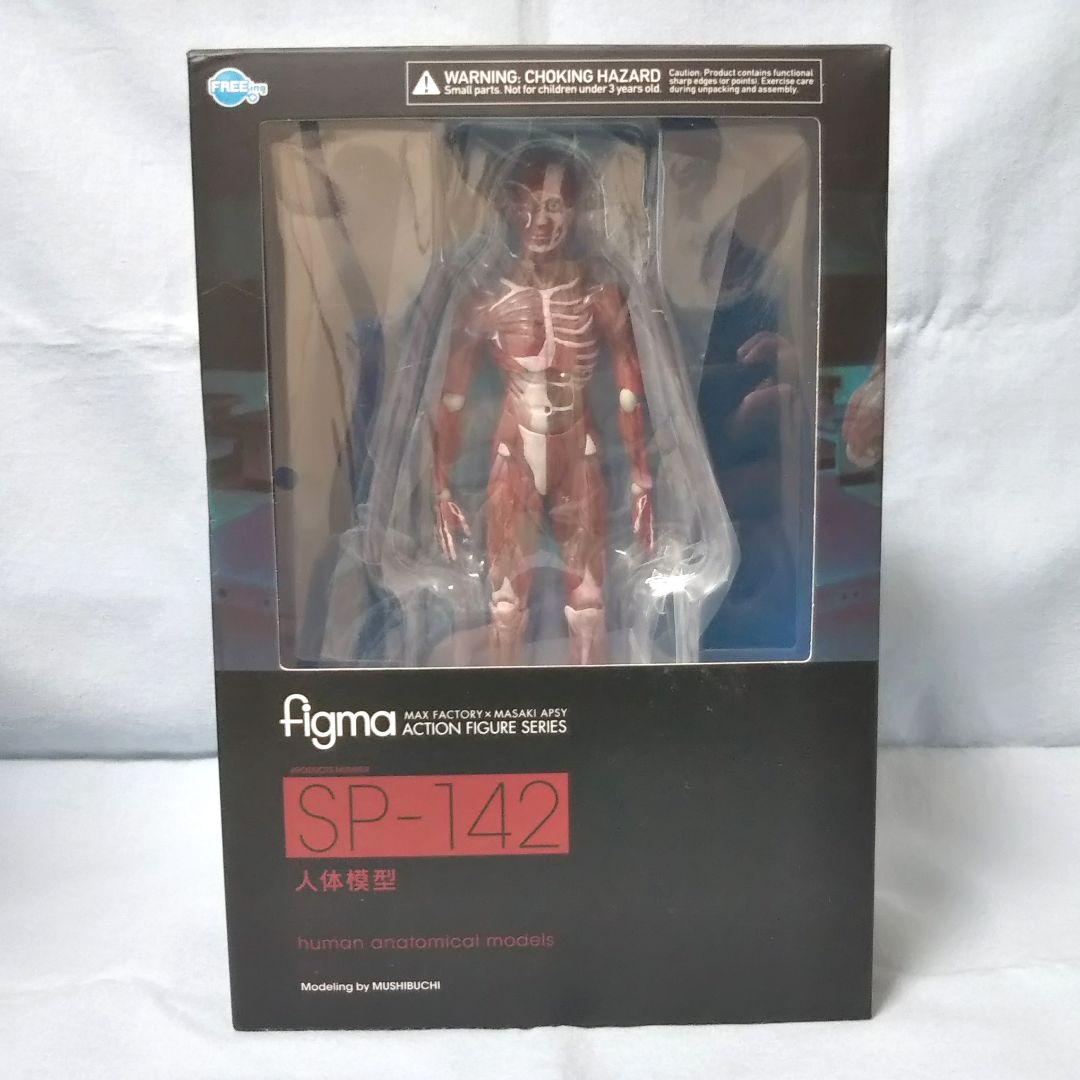 FREEing
WARNING: CHOKING HAZARD
Small parts. Not for children under 3 years old.
Caution: Product contains functional
sharp edges (or points). Exercise care
during unpacking and assembly.
figma
MAX FACTORY×MASAKI APSY
ACTION FIGURE SERIES
PRODUCTS NUMBER
SP-142
人体模型
human anatomical models
Modeling by MUSHIBUCHI